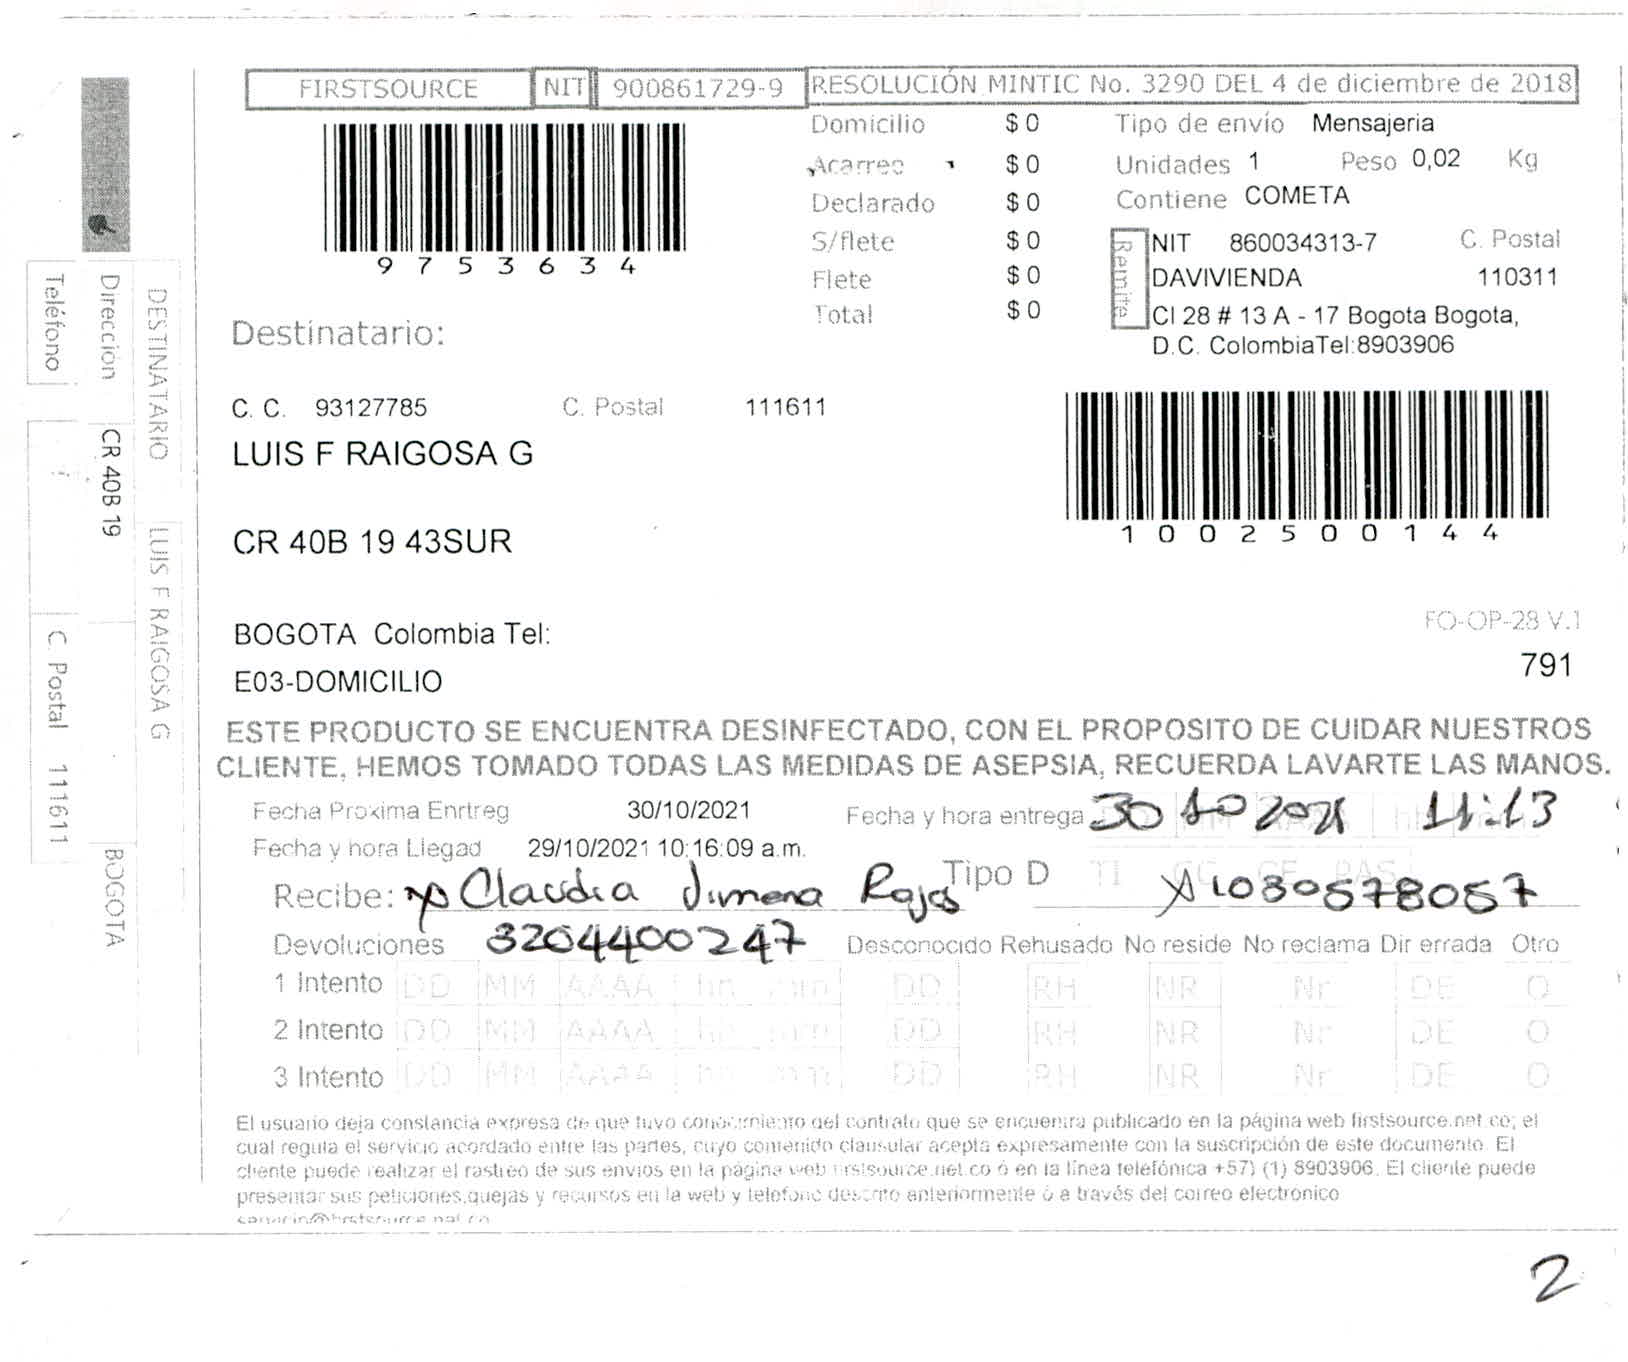 FIRSTSOURCE NIT 900861729-9 RESOLUCIÓN MINTIC No. 3290 DEL 4 de diciembre de 2018
9 7 5 3 6 3 4
Domicilio $ 0
Acarreo $ 0
Declarado $ 0
S/flete $ 0
Flete $ 0
Total $ 0
Tipo de envío Mensajeria
Unidades 1 Peso 0,02 Kg
Contiene COMETA
Remite
NIT 860034313-7 C. Postal
DAVIVIENDA 110311
Cl 28 # 13 A - 17 Bogota Bogota,
D.C. ColombiaTel:8903906
Destinatario:
C. C. 93127785 C. Postal 111611
LUIS F RAIGOSA G
CR 40B 19 43SUR
1 0 0 2 5 0 0 1 4 4
BOGOTA Colombia Tel:
E03-DOMICILIO
FO-OP-28 V.1
791
ESTE PRODUCTO SE ENCUENTRA DESINFECTADO, CON EL PROPOSITO DE CUIDAR NUESTROS
CLIENTE, HEMOS TOMADO TODAS LAS MEDIDAS DE ASEPSIA, RECUERDA LAVARTE LAS MANOS.
Fecha Proxima Enrtreg 30/10/2021 Fecha y hora entrega 30 10 2021 11:13
Fecha y hora Llegad 29/10/2021 10:16:09 a.m.
Recibe: Claudia Jimena Rojas Tipo D TI CC CE PAS 1030578057
Devoluciones 3204400247 Desconocido Rehusado No reside No reclama Dir errada Otro
1 Intento DD MM AAAA hh mm DD RH NR Nr DE O
2 Intento DD MM AAAA hh mm DD RH NR Nr DE O
3 Intento DD MM AAAA hh mm DD RH NR Nr DE O
El usuario deja constancia expresa de que tuvo conocimiento del contrato que se encuentra publicado en la página web firstsource.net co; el
cual regula el servicio acordado entre las partes, cuyo contenido clausular acepta expresamente con la suscripción de este documento. El
cliente puede realizar el rastreo de sus envios en la página web firstsource.net.co ó en la línea telefónica +57) (1) 8903906. El cliente puede
presentar sus peticiones,quejas y recursos en la web y telefono descrito anteriormente ó a través del correo electrónico
servicio@firstsource.net.co
2
DESTINATARIO LUIS F RAIGOSA G
Dirección CR 40B 19 BOGOTA
Teléfono C. Postal 111611